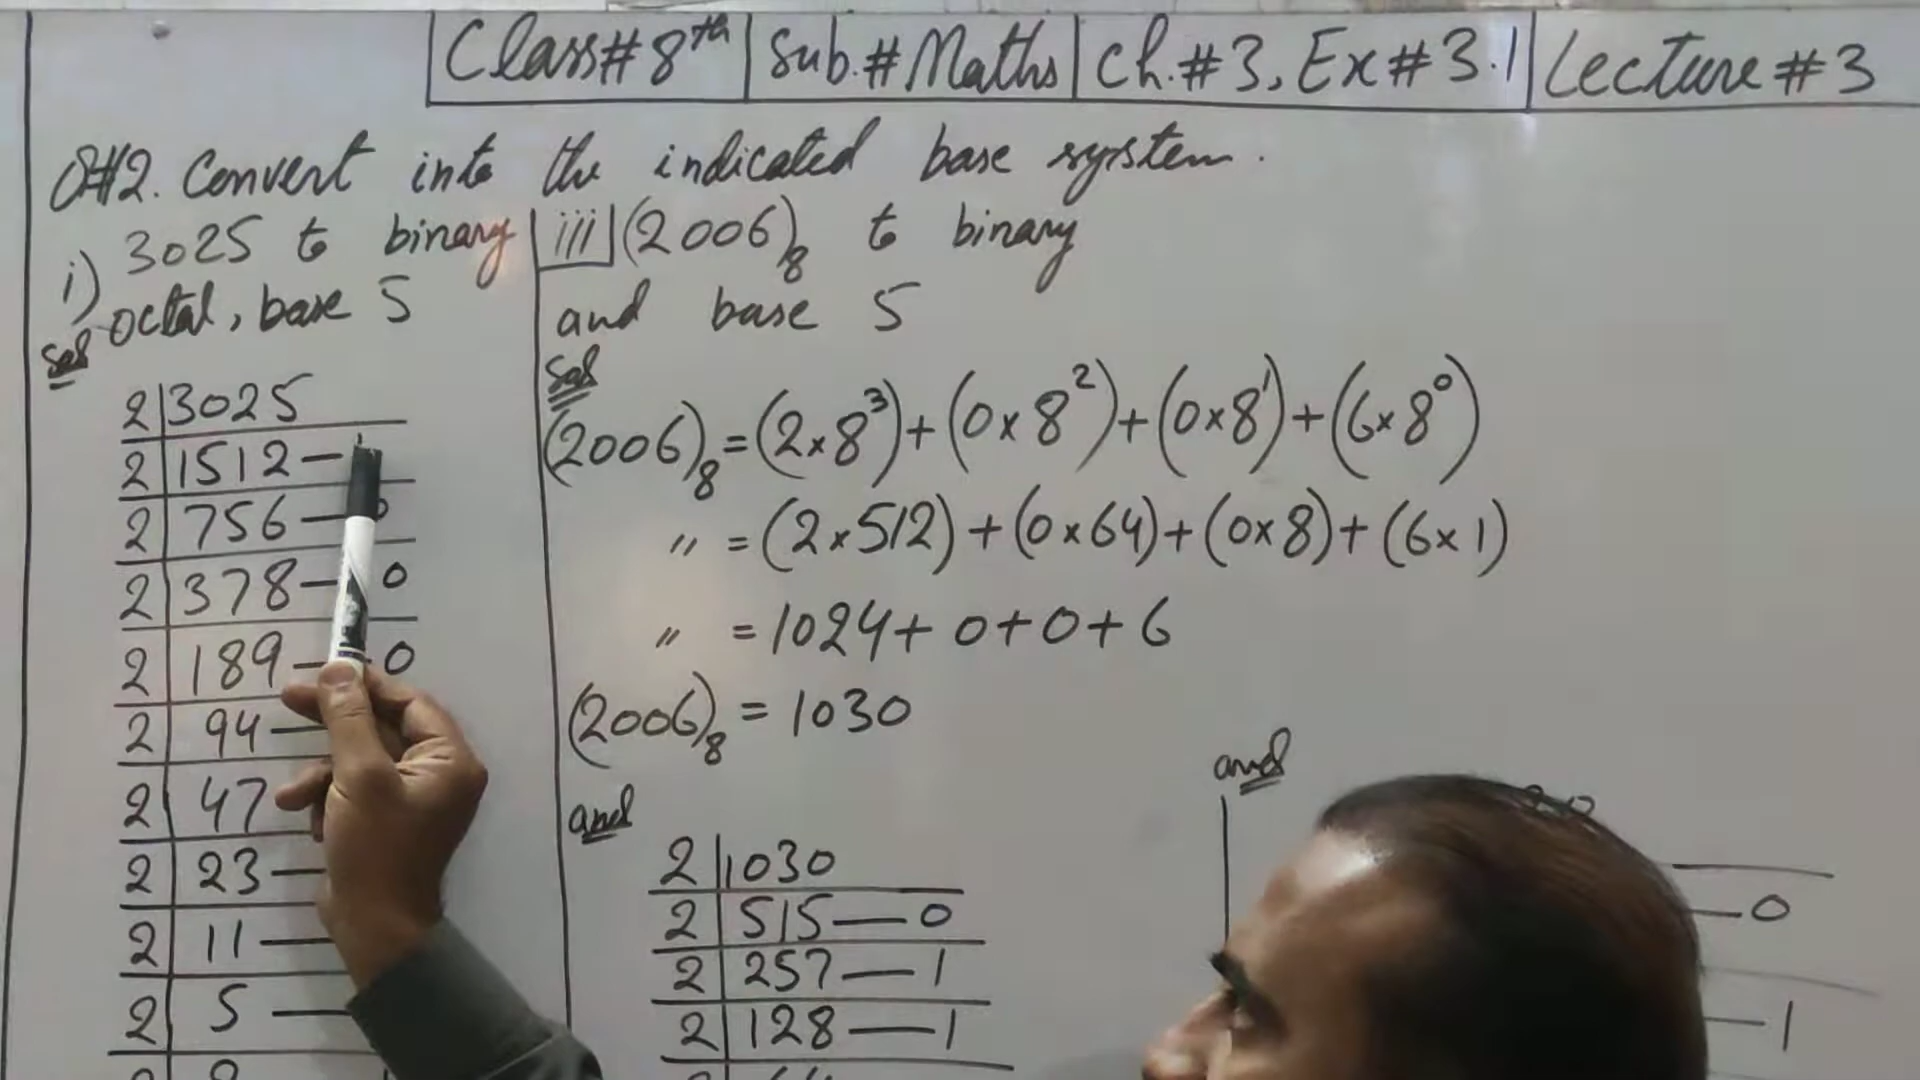 Class#8th | Sub.#Maths | Ch.#3, Ex#3.1 | Lecture#3
Q#2. Convert into the indicated base system.
i) 3025 to binary
octal, base 5
Sol
2 | 3025
2 | 1512 — 1
2 | 756 — 0
2 | 378 — 0
2 | 189 — 0
2 | 94 —
2 | 47
2 | 23 —
2 | 11 —
2 | 5 —
iii (2006)₈ to binary
and base 5
Sol
(2006)₈ = (2×8³)+(0×8²)+(0×8¹)+(6×8⁰)
〃 = (2×512)+(0×64)+(0×8)+(6×1)
〃 = 1024+0+0+6
(2006)₈ = 1030
and
2 | 1030
2 | 515 — 0
2 | 257 — 1
2 | 128 — 1
and
— 0
— 1